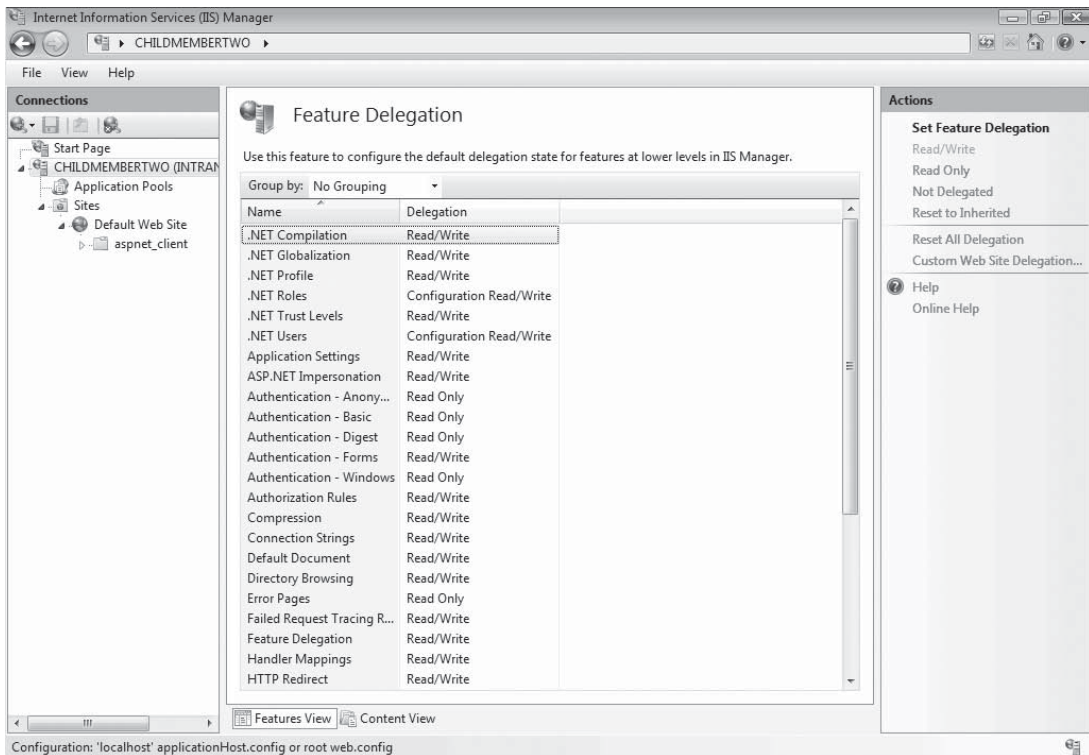 Internet Information Services (IIS) Manager
CHILDMEMBERTWO
File View Help
Connections
Start Page
CHILDMEMBERTWO (INTRAN
Application Pools
Sites
Default Web Site
aspnet_client
Feature Delegation
Use this feature to configure the default delegation state for features at lower levels in IIS Manager.
Group by: No Grouping
Name Delegation
.NET Compilation Read/Write
.NET Globalization Read/Write
.NET Profile Read/Write
.NET Roles Configuration Read/Write
.NET Trust Levels Read/Write
.NET Users Configuration Read/Write
Application Settings Read/Write
ASP.NET Impersonation Read/Write
Authentication - Anony... Read Only
Authentication - Basic Read Only
Authentication - Digest Read Only
Authentication - Forms Read/Write
Authentication - Windows Read Only
Authorization Rules Read/Write
Compression Read/Write
Connection Strings Read/Write
Default Document Read/Write
Directory Browsing Read/Write
Error Pages Read Only
Failed Request Tracing R... Read/Write
Feature Delegation Read/Write
Handler Mappings Read/Write
HTTP Redirect Read/Write
Features View Content View
Actions
Set Feature Delegation
Read/Write
Read Only
Not Delegated
Reset to Inherited
Reset All Delegation
Custom Web Site Delegation...
Help
Online Help
Configuration: 'localhost' applicationHost.config or root web.config